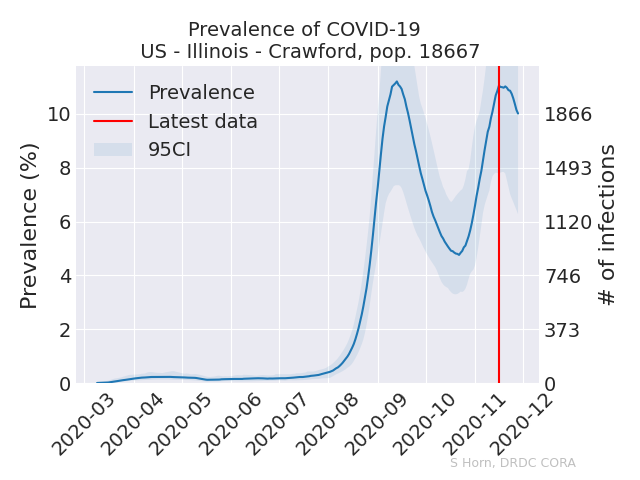 Prevalence of COVID-19
US - Illinois - Crawford, pop. 18667
Prevalence
Latest data
95CI
Prevalence (%)
10
8
6
4
2
0
# of infections
1866
1493
1120
746
373
0
2020-03
2020-04
2020-05
2020-06
2020-07
2020-08
2020-09
2020-10
2020-11
2020-12
S Horn, DRDC CORA